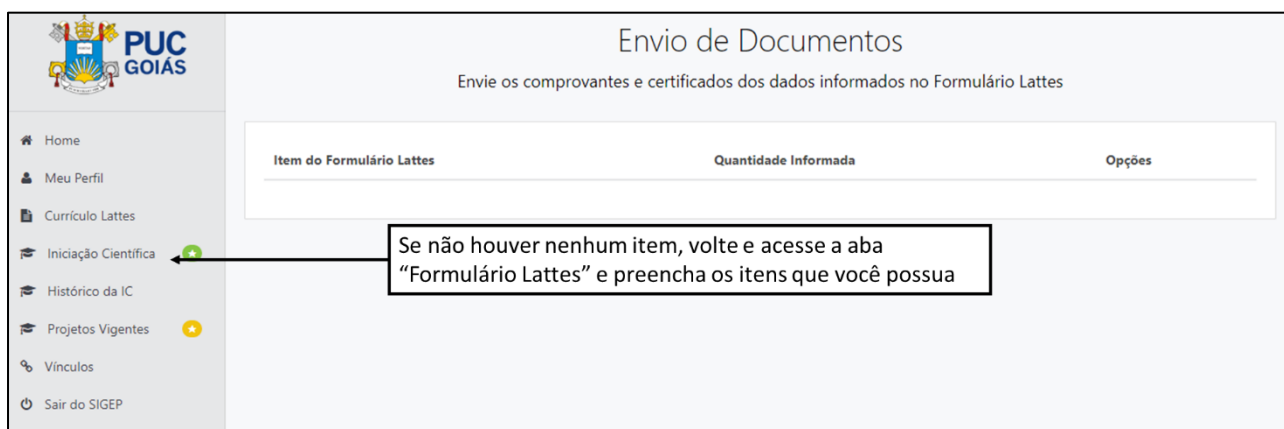 PUC
GOIÁS
Envio de Documentos
Envie os comprovantes e certificados dos dados informados no Formulário Lattes
Home
Meu Perfil
Currículo Lattes
Iniciação Científica
Histórico da IC
Projetos Vigentes
Vínculos
Sair do SIGEP
Item do Formulário Lattes Quantidade Informada Opções
Se não houver nenhum item, volte e acesse a aba
“Formulário Lattes” e preencha os itens que você possua